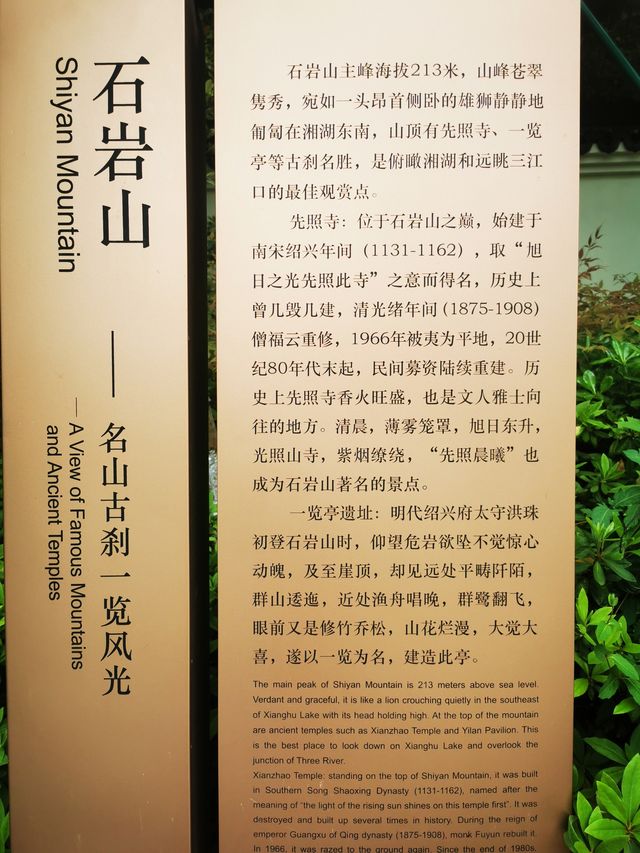 石岩山
Shiyan Mountain
——名山古刹一览风光
— A View of Famous Mountains
and Ancient Temples
石岩山主峰海拔213米，山峰苍翠
隽秀，宛如一头昂首侧卧的雄狮静静地
匍匐在湘湖东南，山顶有先照寺、一览
亭等古刹名胜，是俯瞰湘湖和远眺三江
口的最佳观赏点。
先照寺：位于石岩山之巅，始建于
南宋绍兴年间（1131-1162），取“旭
日之光先照此寺”之意而得名，历史上
曾几毁几建，清光绪年间(1875-1908)
僧福云重修，1966年被夷为平地，20世
纪80年代末起，民间募资陆续重建。历
史上先照寺香火旺盛，也是文人雅士向
往的地方。清晨，薄雾笼罩，旭日东升，
光照山寺，紫烟缭绕，“先照晨曦”也
成为石岩山著名的景点。
一览亭遗址：明代绍兴府太守洪珠
初登石岩山时，仰望危岩欲坠不觉惊心
动魄，及至崖顶，却见远处平畴阡陌，
群山逶迤，近处渔舟唱晚，群鹭翻飞，
眼前又是修竹乔松，山花烂漫，大觉大
喜，遂以一览为名，建造此亭。
The main peak of Shiyan Mountain is 213 meters above sea level.
Verdant and graceful, it is like a lion crouching quietly in the southeast
of Xianghu Lake with its head holding high. At the top of the mountain
are ancient temples such as Xianzhao Temple and Yilan Pavilion. This
is the best place to look down on Xianghu Lake and overlook the
junction of Three River.
Xianzhao Temple: standing on the top of Shiyan Mountain, it was built
in Southern Song Shaoxing Dynasty (1131-1162), named after the
meaning of "the light of the rising sun shines on this temple first". It was
destroyed and built up several times in history. During the reign of
emperor Guangxu of Qing dynasty (1875-1908), monk Fuyun rebuilt it.
In 1966, it was razed to the ground again. Since the end of 1980s,